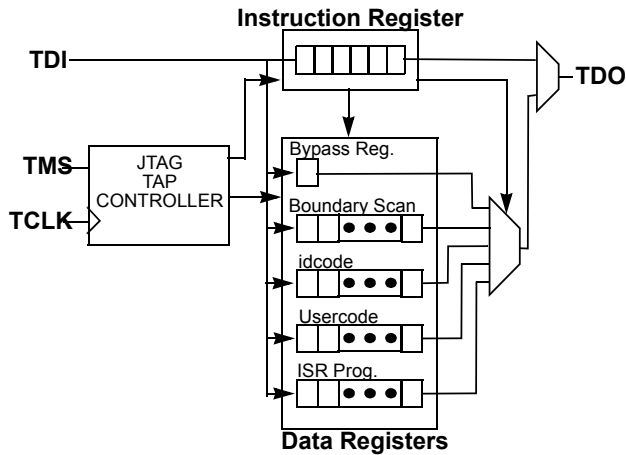 Instruction Register
TDI
TDO
TMS
JTAG
TAP
CONTROLLER
TCLK
Bypass Reg.
Boundary Scan
idcode
Usercode
ISR Prog.
Data Registers